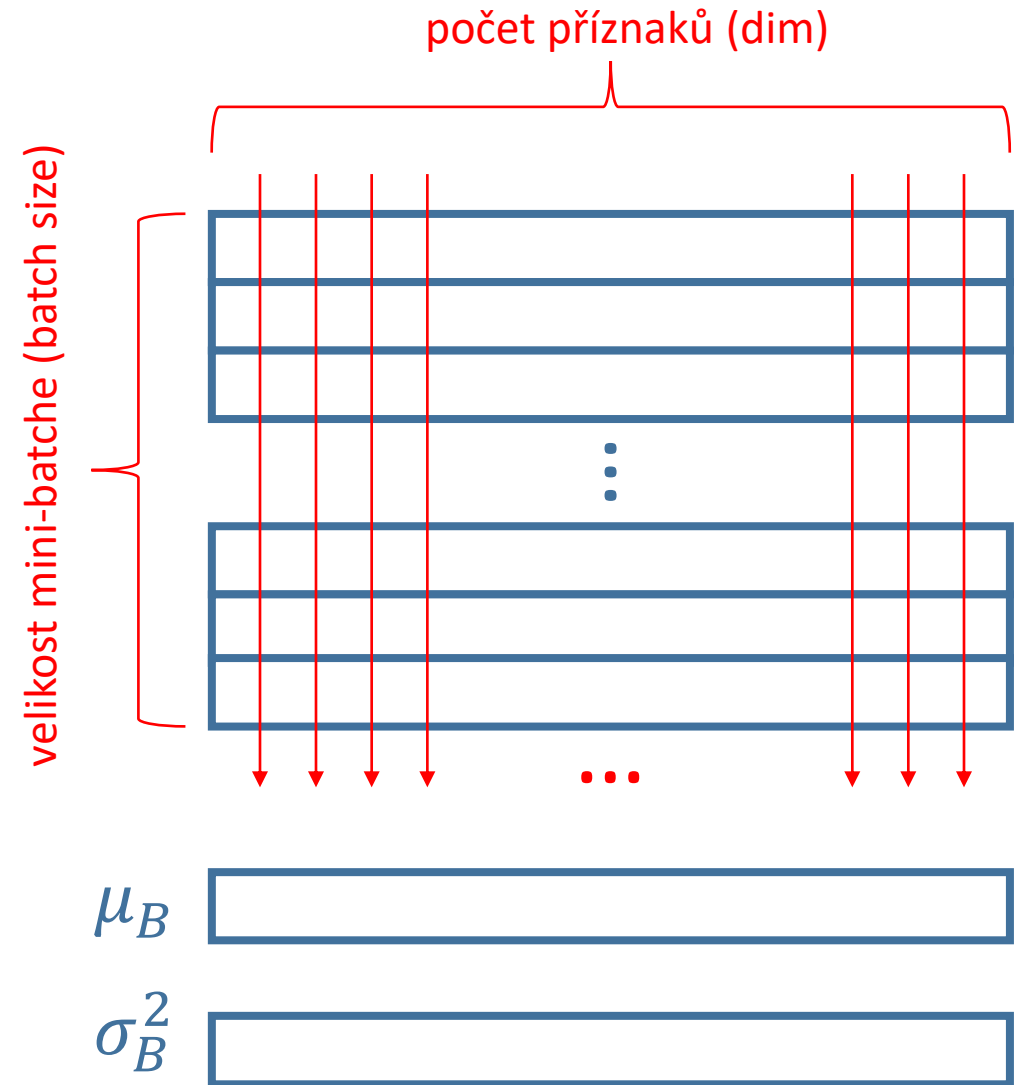 počet příznaků (dim)
velikost mini-batche (batch size)
...
μ_B
σ_B^2